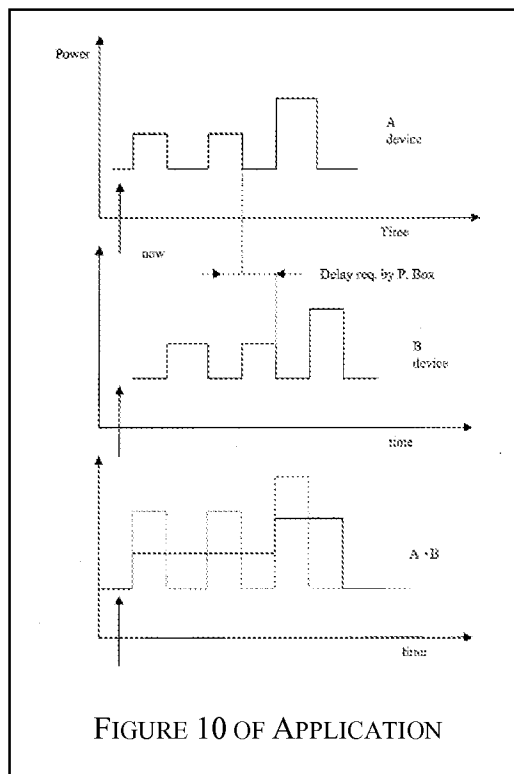 Power
A
device
Time
now
Delay req. by P. Box
B
device
time
A + B
time
FIGURE 10 OF APPLICATION